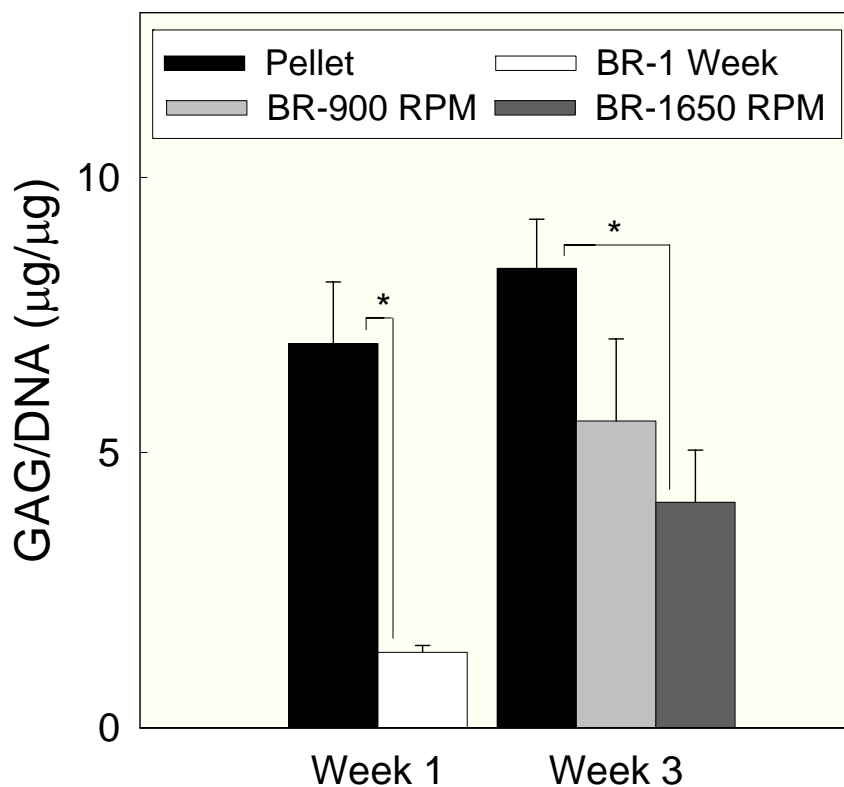 Pellet BR-1 Week
BR-900 RPM BR-1650 RPM
GAG/DNA (μg/μg)
10
5
0
*
*
Week 1 Week 3